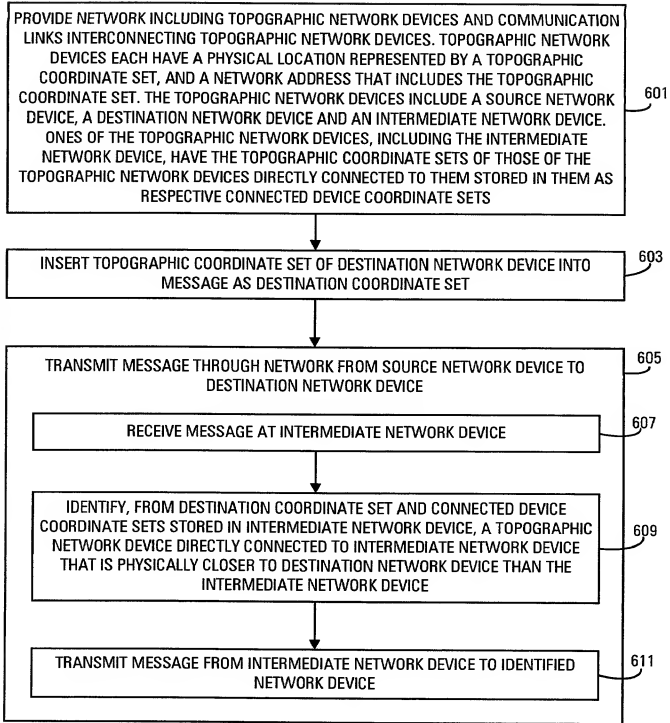 PROVIDE NETWORK INCLUDING TOPOGRAPHIC NETWORK DEVICES AND COMMUNICATION
LINKS INTERCONNECTING TOPOGRAPHIC NETWORK DEVICES. TOPOGRAPHIC NETWORK
DEVICES EACH HAVE A PHYSICAL LOCATION REPRESENTED BY A TOPOGRAPHIC
COORDINATE SET, AND A NETWORK ADDRESS THAT INCLUDES THE TOPOGRAPHIC
COORDINATE SET. THE TOPOGRAPHIC NETWORK DEVICES INCLUDE A SOURCE NETWORK
DEVICE, A DESTINATION NETWORK DEVICE AND AN INTERMEDIATE NETWORK DEVICE.
ONES OF THE TOPOGRAPHIC NETWORK DEVICES, INCLUDING THE INTERMEDIATE
NETWORK DEVICE, HAVE THE TOPOGRAPHIC COORDINATE SETS OF THOSE OF THE
TOPOGRAPHIC NETWORK DEVICES DIRECTLY CONNECTED TO THEM STORED IN THEM AS
RESPECTIVE CONNECTED DEVICE COORDINATE SETS
601
INSERT TOPOGRAPHIC COORDINATE SET OF DESTINATION NETWORK DEVICE INTO
MESSAGE AS DESTINATION COORDINATE SET
603
TRANSMIT MESSAGE THROUGH NETWORK FROM SOURCE NETWORK DEVICE TO
DESTINATION NETWORK DEVICE
605
RECEIVE MESSAGE AT INTERMEDIATE NETWORK DEVICE
607
IDENTIFY, FROM DESTINATION COORDINATE SET AND CONNECTED DEVICE
COORDINATE SETS STORED IN INTERMEDIATE NETWORK DEVICE, A TOPOGRAPHIC
NETWORK DEVICE DIRECTLY CONNECTED TO INTERMEDIATE NETWORK DEVICE
THAT IS PHYSICALLY CLOSER TO DESTINATION NETWORK DEVICE THAN THE
INTERMEDIATE NETWORK DEVICE
609
TRANSMIT MESSAGE FROM INTERMEDIATE NETWORK DEVICE TO IDENTIFIED
NETWORK DEVICE
611